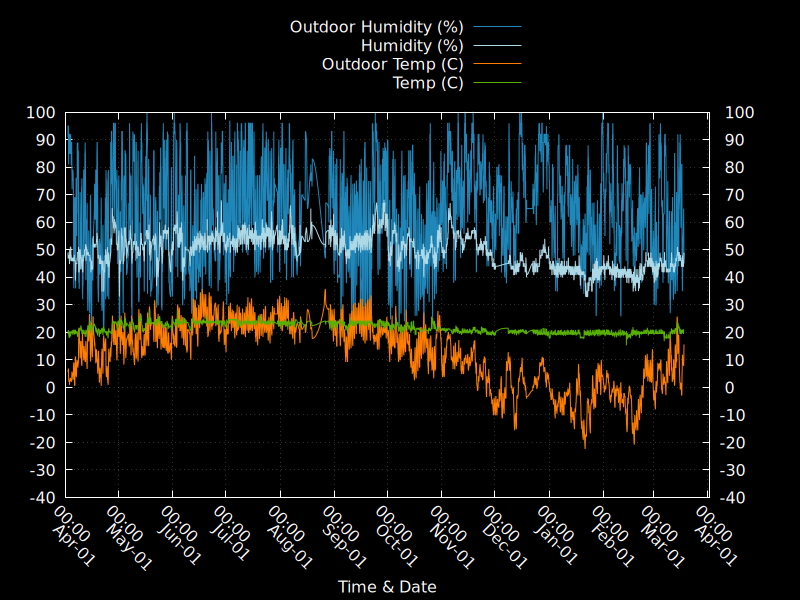 Outdoor Humidity (%)
Humidity (%)
Outdoor Temp (C)
Temp (C)
100 100
90 90
80 80
70 70
60 60
50 50
40 40
30 30
20 20
10 10
0 0
-10 -10
-20 -20
-30 -30
-40 -40
00:00 Apr-01
00:00 May-01
00:00 Jun-01
00:00 Jul-01
00:00 Aug-01
00:00 Sep-01
00:00 Oct-01
00:00 Nov-01
00:00 Dec-01
00:00 Jan-01
00:00 Feb-01
00:00 Mar-01
00:00 Apr-01
Time & Date